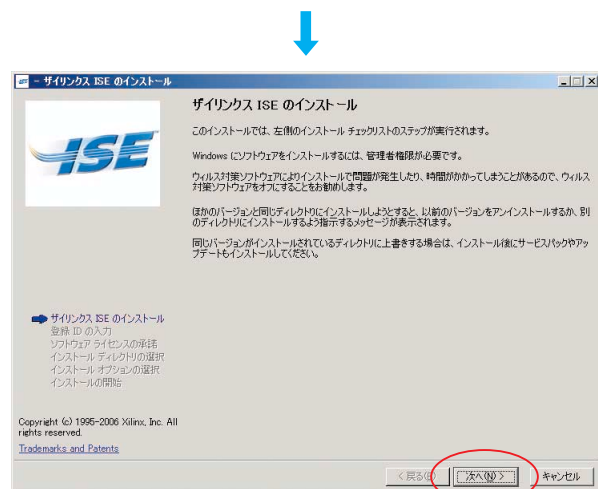 - ザイリンクス ISE のインストール
ISE
ザイリンクス ISE のインストール
このインストールでは、左側のインストール チェックリストのステップが実行されます。
Windows にソフトウェアをインストールするには、管理者権限が必要です。
ウィルス対策ソフトウェアによりインストールで問題が発生したり、時間がかかってしまうことがあるので、ウィルス
対策ソフトウェアをオフにすることをお勧めします。
ほかのバージョンと同じディレクトリにインストールしようとすると、以前のバージョンをアンインストールするか、別
のディレクトリにインストールするよう指示するメッセージが表示されます。
同じバージョンがインストールされているディレクトリに上書きする場合は、インストール後にサービスパックやアッ
プデートもインストールしてください。
ザイリンクス ISE のインストール
登録 ID の入力
ソフトウェア ライセンスの承諾
インストール ディレクトリの選択
インストール オプションの選択
インストールの開始
Copyright (c) 1995-2006 Xilinx, Inc. All
rights reserved.
Trademarks and Patents
< 戻る(B) 次へ(N) > キャンセル